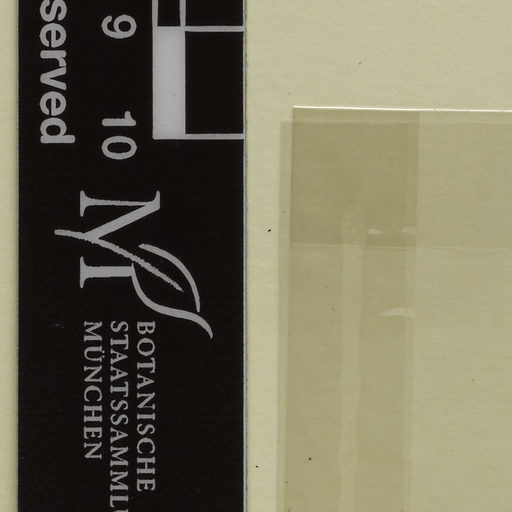 served
9 10
BOTANISCHE
STAATSSAMML
MÜNCHEN